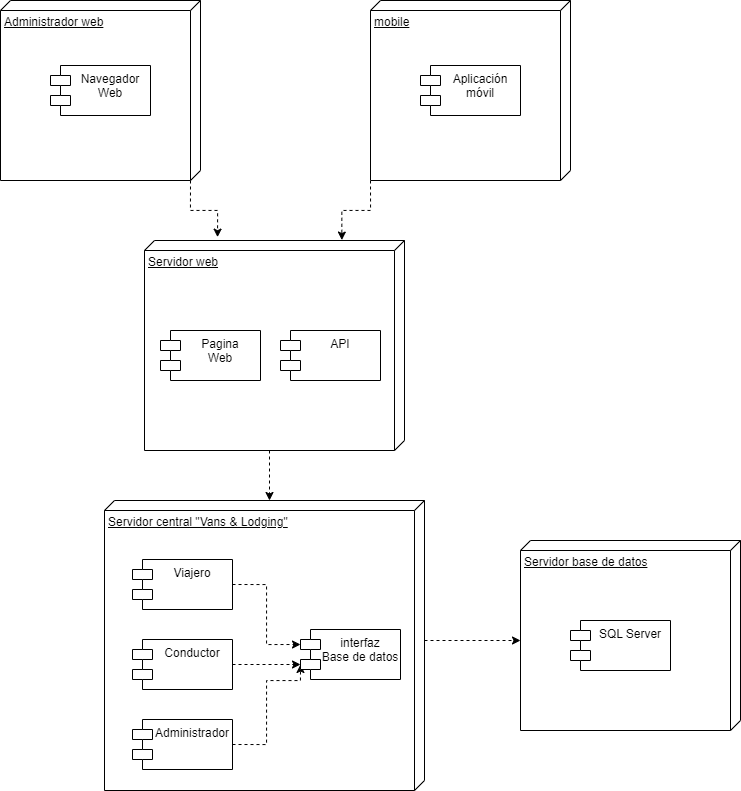 Administrador web
mobile
Navegador
Web
Aplicación
móvil
Servidor web
Pagina
Web
API
Servidor central "Vans & Lodging"
Servidor base de datos
Viajero
SQL Server
interfaz
Base de datos
Conductor
Administrador